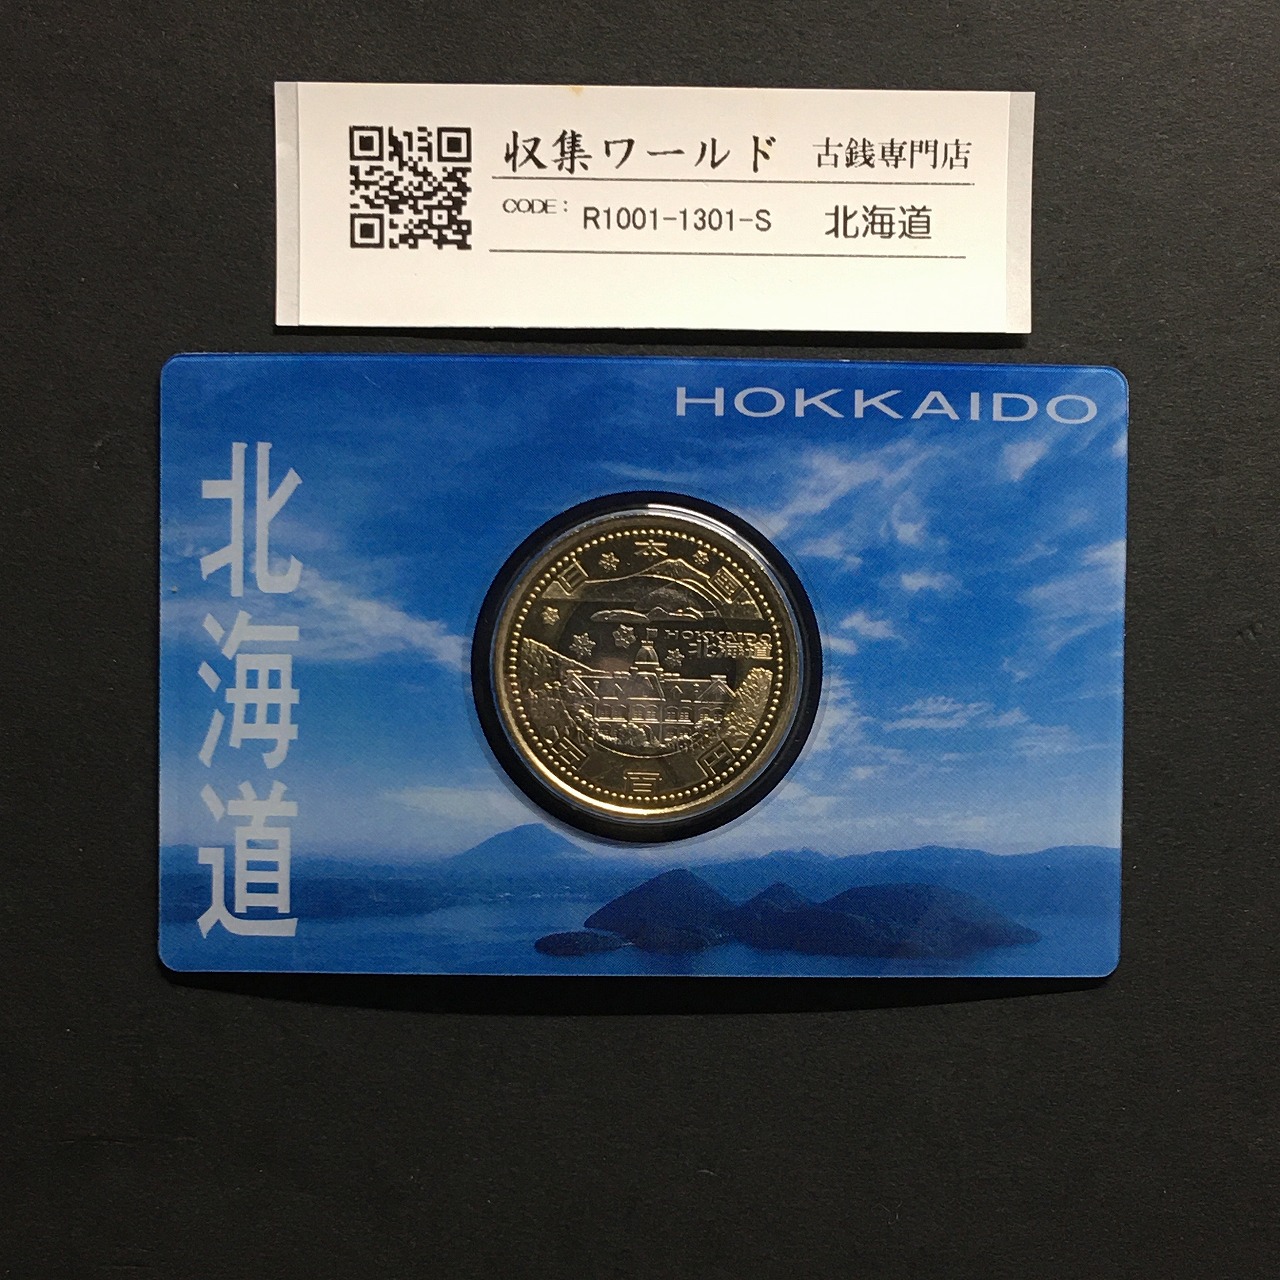 収集ワールド 古銭専門店
CODE: R1001-1301-S 北海道
HOKKAIDO
北海道
日本国
HOKKAIDO
北海道
五百円